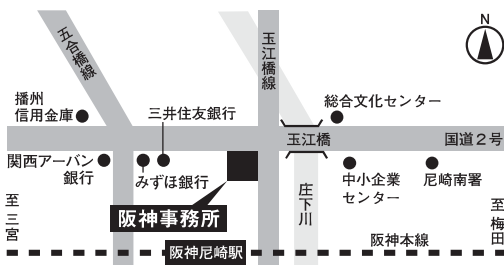 N
五合橋線
玉江橋線
播州
信用金庫
三井住友銀行
総合文化センター
玉江橋
国道2号
関西アーバン
銀行
みずほ銀行
中小企業
センター
尼崎南署
庄下川
阪神事務所
至三宮
至梅田
阪神本線
阪神尼崎駅